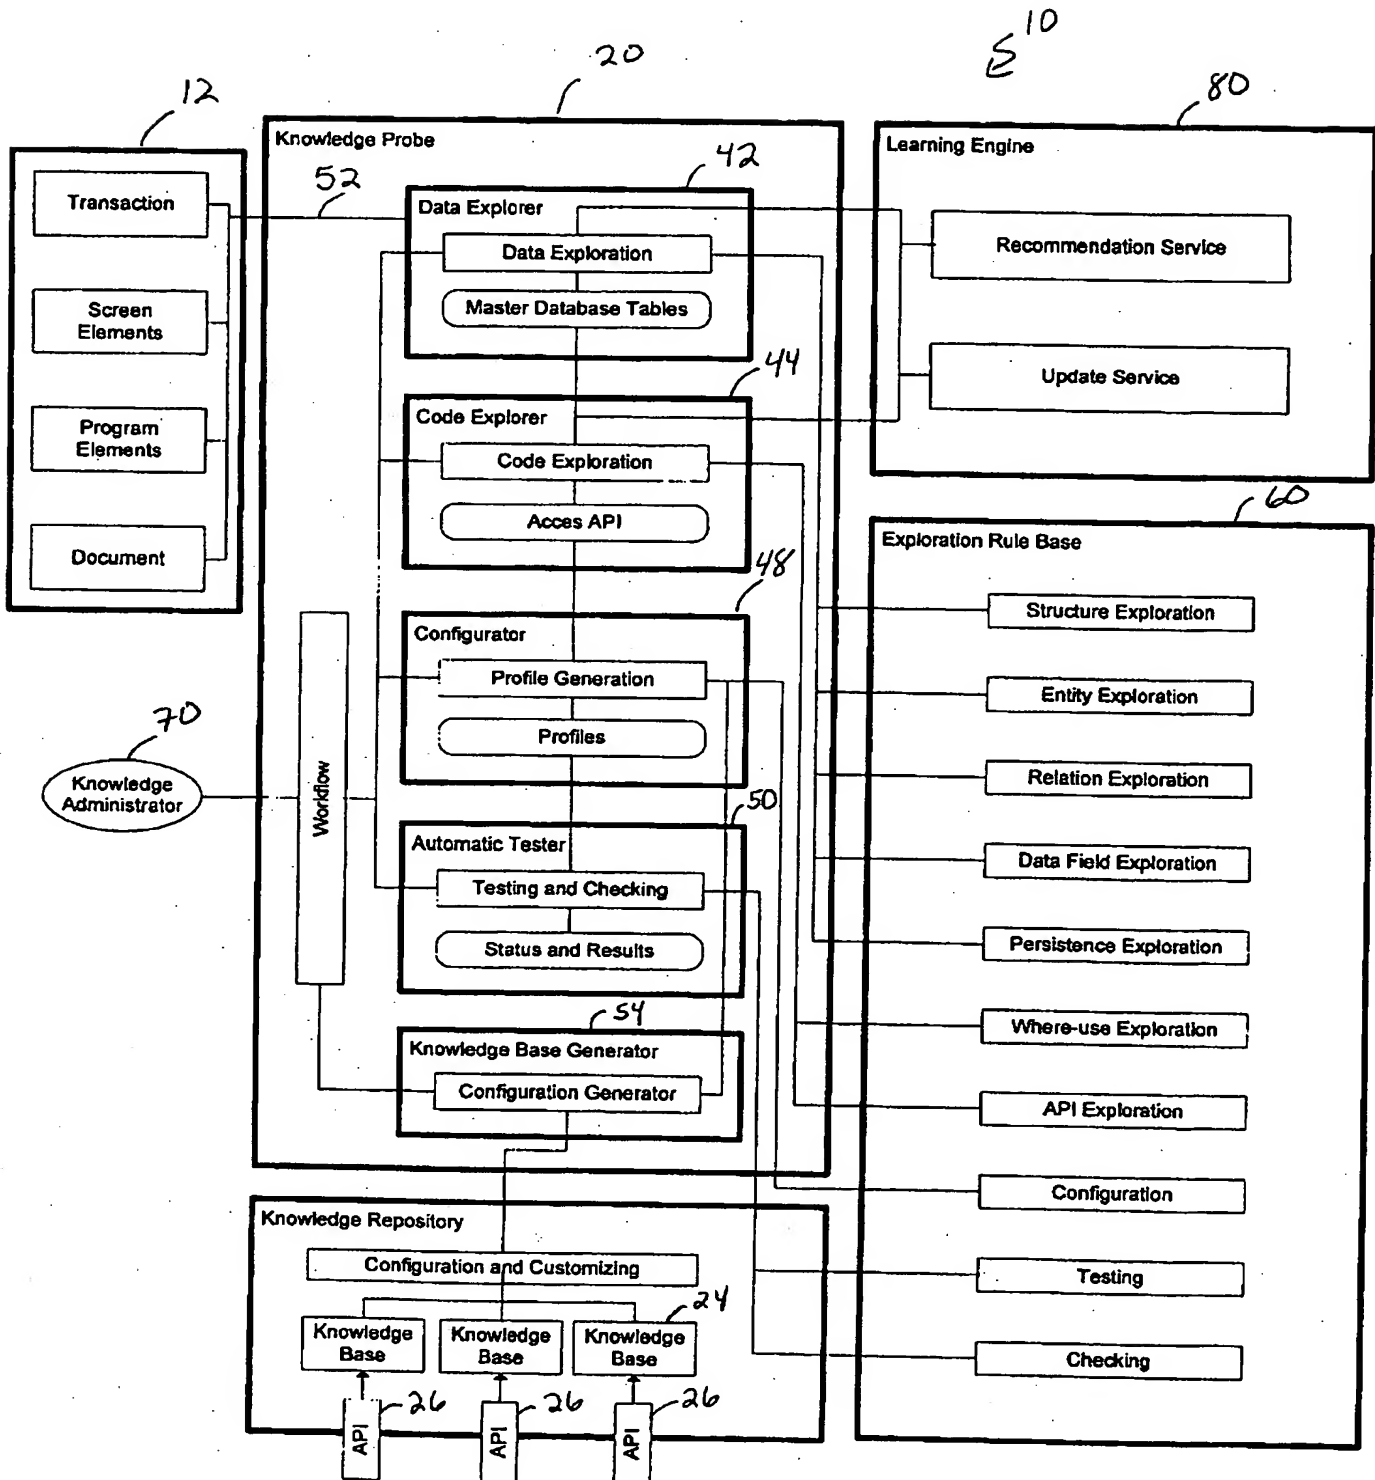 10
20
80
12
Knowledge Probe
Learning Engine
42
52
Transaction
Data Explorer
Recommendation Service
Data Exploration
Screen
Elements
Master Database Tables
44
Update Service
Code Explorer
Program
Elements
Code Exploration
60
Acces API
Document
Exploration Rule Base
48
Structure Exploration
Configurator
Profile Generation
Entity Exploration
70
Profiles
Knowledge
Administrator
Workflow
Relation Exploration
50
Automatic Tester
Data Field Exploration
Testing and Checking
Status and Results
Persistence Exploration
54
Where-use Exploration
Knowledge Base Generator
Configuration Generator
API Exploration
Configuration
Knowledge Repository
Configuration and Customizing
Testing
24
Knowledge
Base
Knowledge
Base
Knowledge
Base
Checking
26
26
26
API
API
API